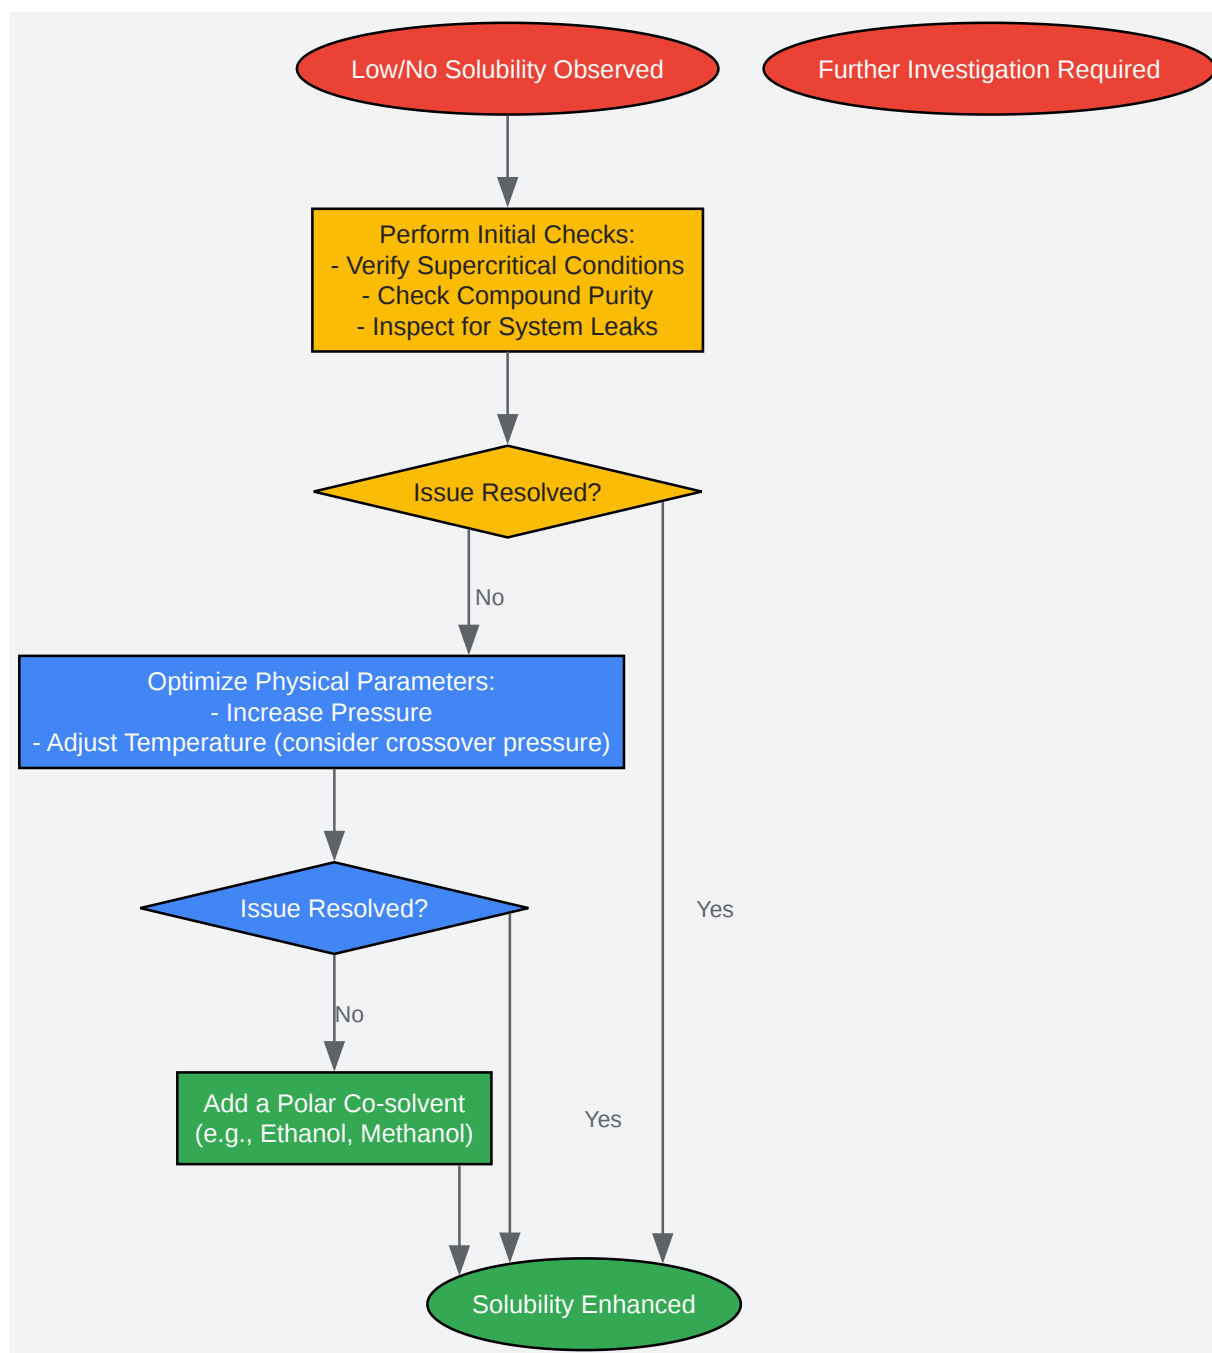 Low/No Solubility Observed
Further Investigation Required
Perform Initial Checks:
- Verify Supercritical Conditions
- Check Compound Purity
- Inspect for System Leaks
Issue Resolved?
No
Optimize Physical Parameters:
- Increase Pressure
- Adjust Temperature (consider crossover pressure)
Issue Resolved?
Yes
No
Add a Polar Co-solvent
(e.g., Ethanol, Methanol)
Yes
Solubility Enhanced